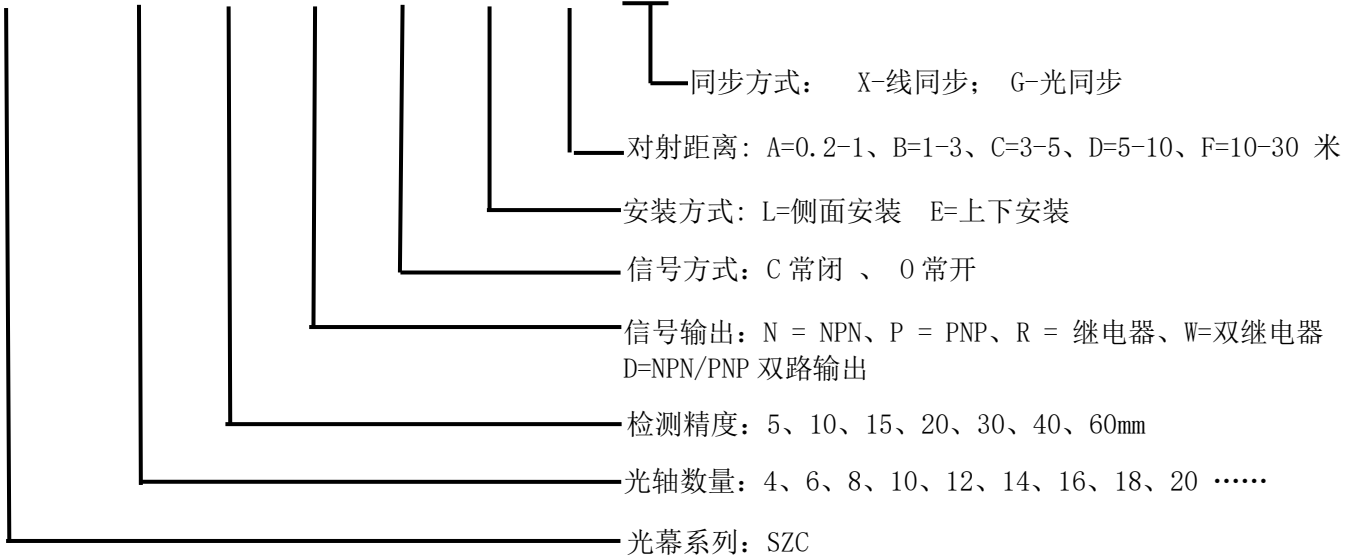 同步方式： X-线同步； G-光同步
对射距离：A=0.2-1、B=1-3、C=3-5、D=5-10、F=10-30 米
安装方式：L=侧面安装 E=上下安装
信号方式：C 常闭 、 O 常开
信号输出：N = NPN、P = PNP、R = 继电器、W=双继电器
D=NPN/PNP 双路输出
检测精度：5、10、15、20、30、40、60mm
光轴数量：4、6、8、10、12、14、16、18、20 ……
光幕系列：SZC